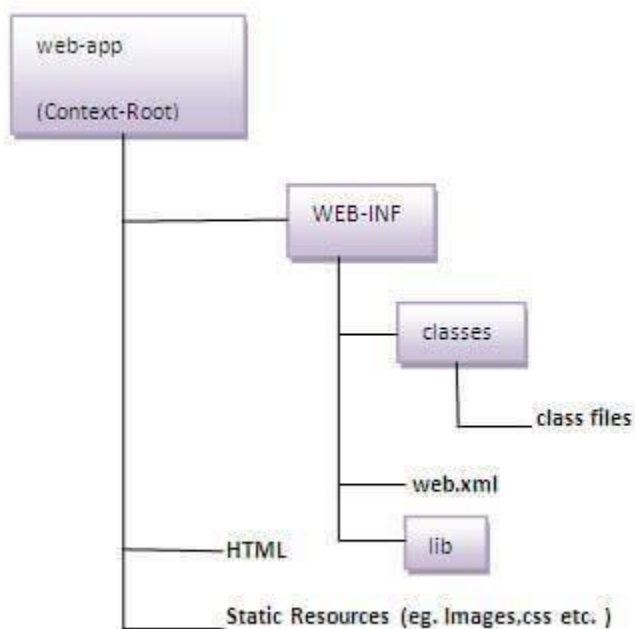 web-app
(Context-Root)
WEB-INF
classes
class files
web.xml
lib
HTML
Static Resources (eg. Images,css etc. )